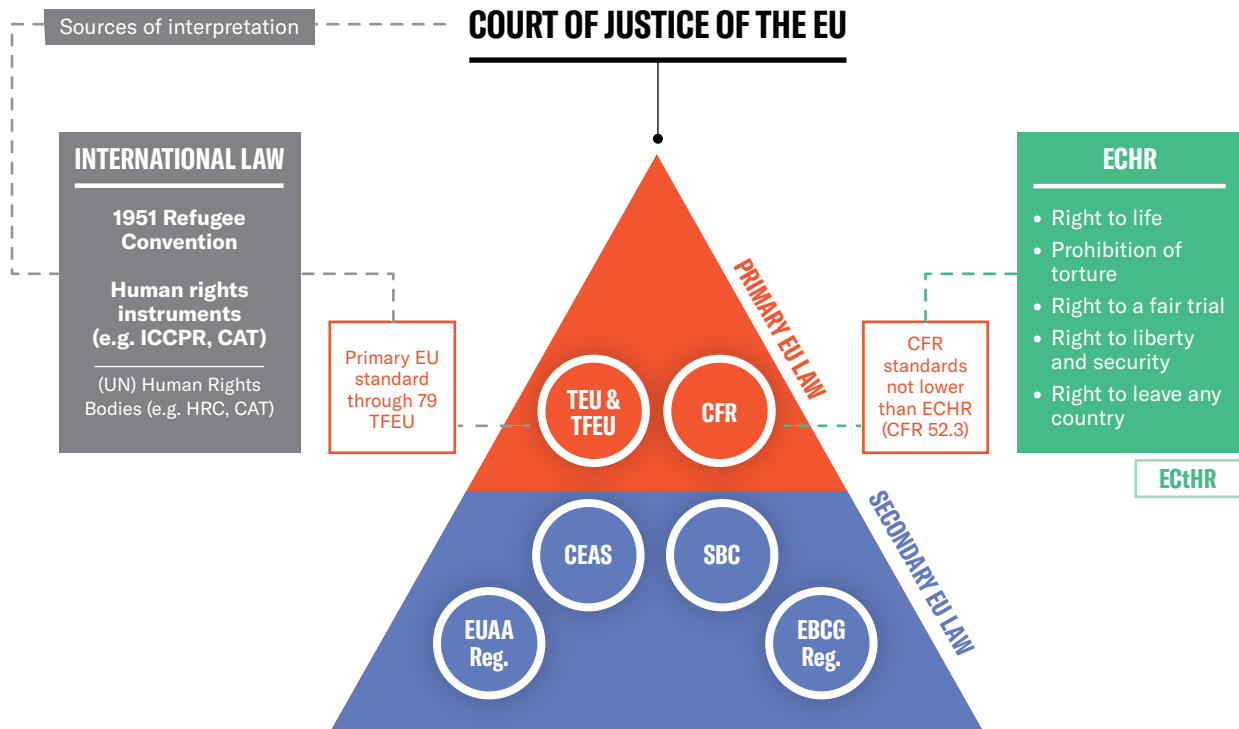 Sources of interpretation
COURT OF JUSTICE OF THE EU
INTERNATIONAL LAW
1951 Refugee
Convention
Human rights
instruments
(e.g. ICCPR, CAT)
(UN) Human Rights
Bodies (e.g. HRC, CAT)
Primary EU
standard
through 79
TFEU
TEU &
TFEU
CFR
PRIMARY EU LAW
CFR
standards
not lower
than ECHR
(CFR 52.3)
ECHR
• Right to life
• Prohibition of
torture
• Right to a fair trial
• Right to liberty
and security
• Right to leave any
country
ECtHR
CEAS
SBC
EUAA
Reg.
EBCG
Reg.
SECONDARY EU LAW